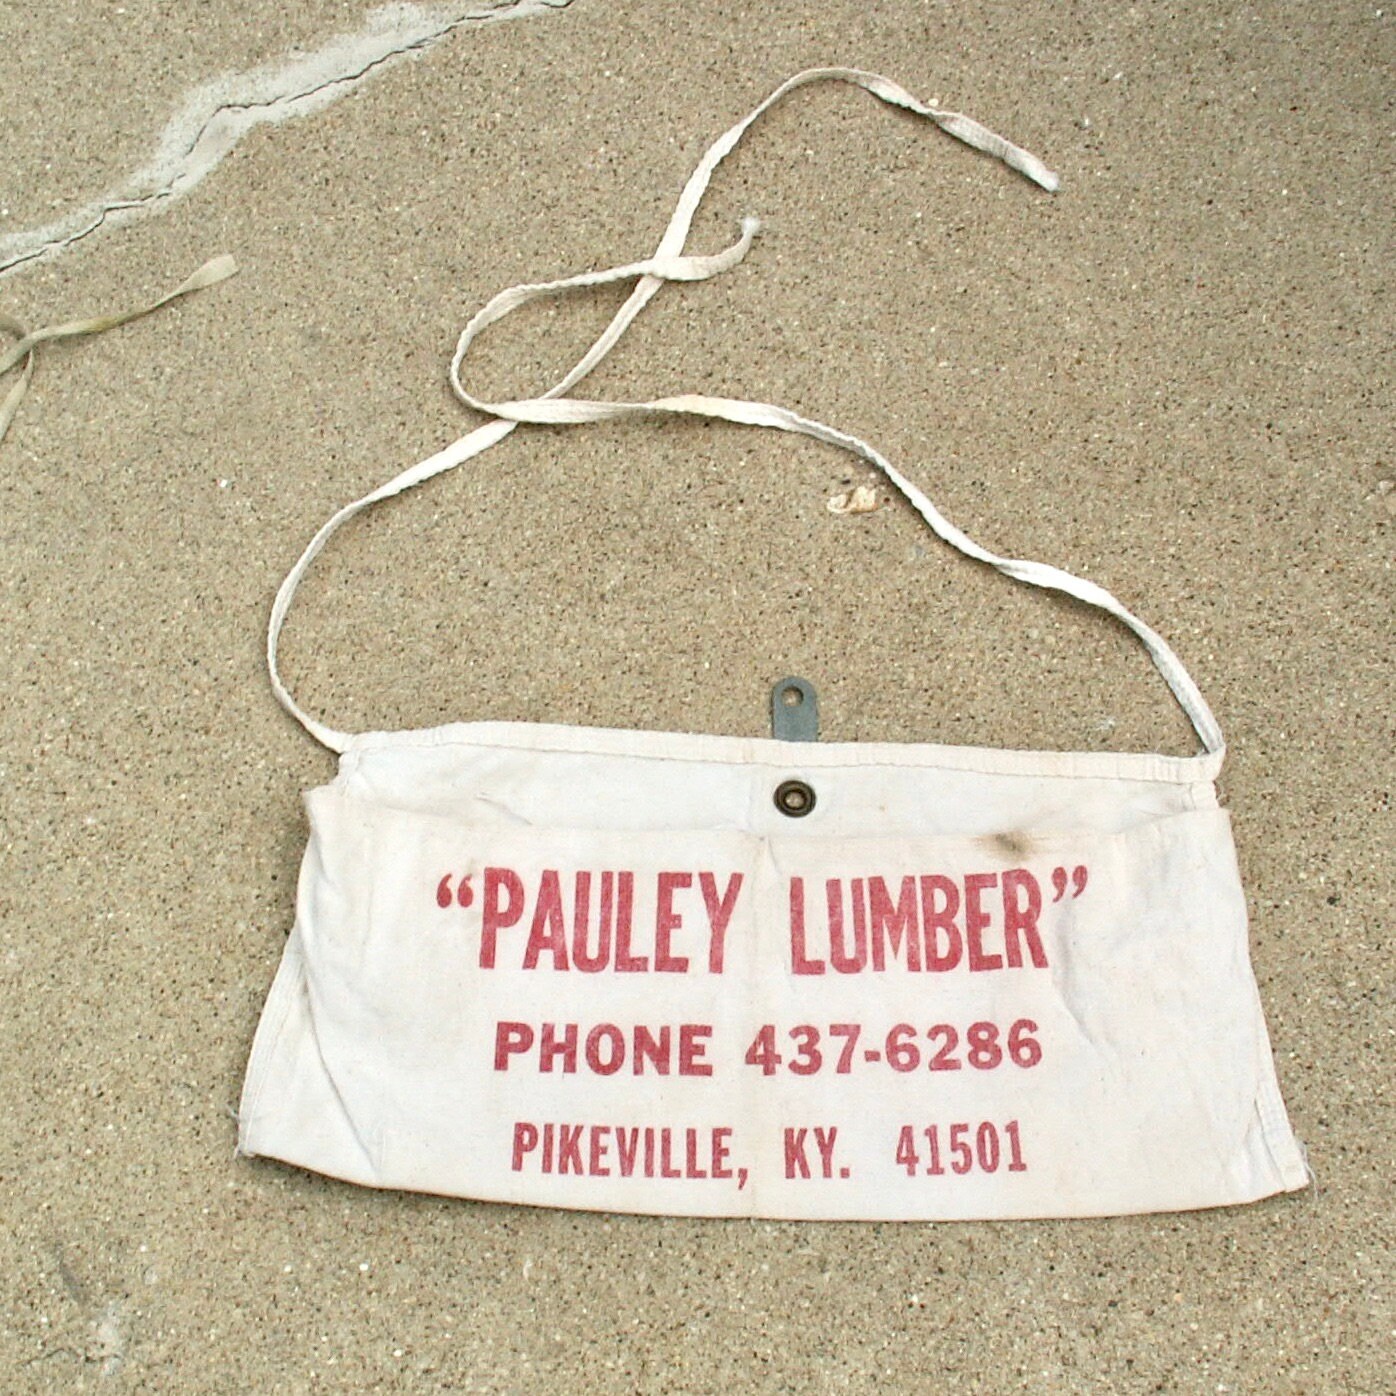 “PAULEY LUMBER”
PHONE 437-6286
PIKEVILLE, KY. 41501